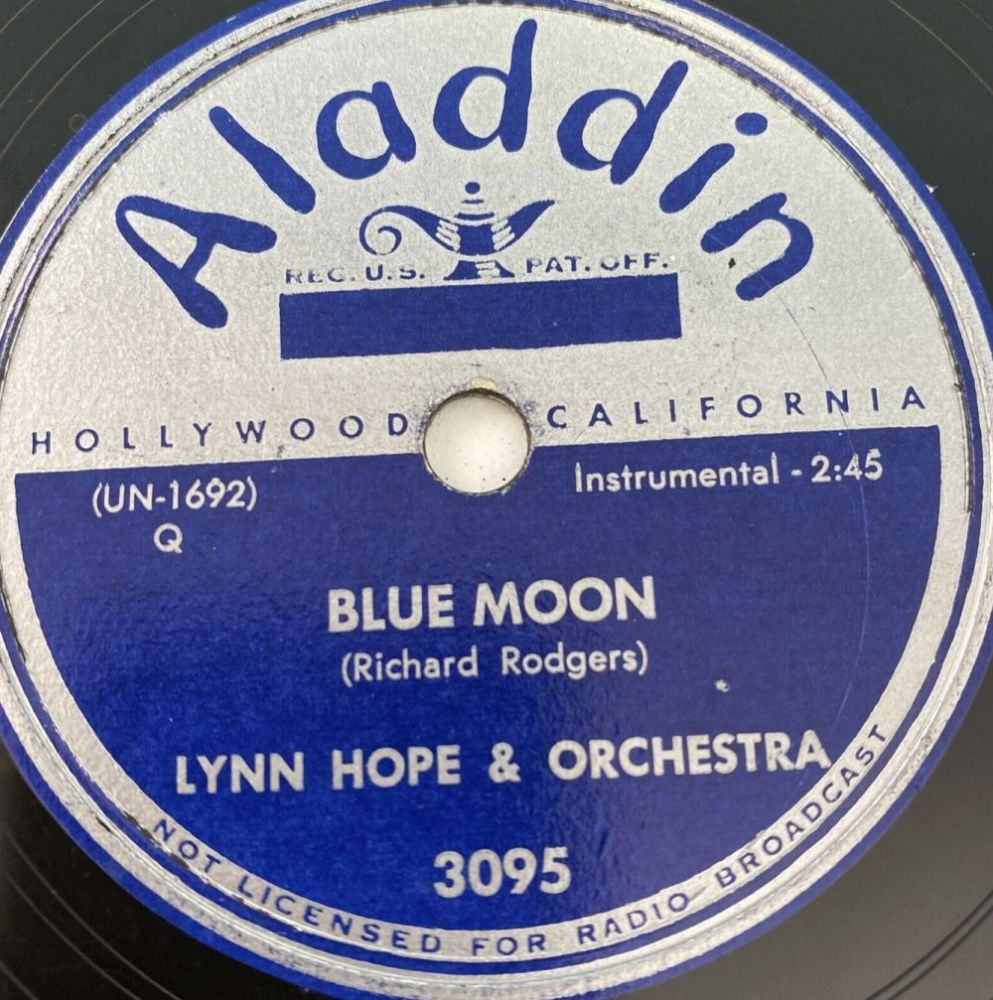 Aladdin
REC. U.S. PAT. OFF.
HOLLYWOOD CALIFORNIA
(UN-1692)
Instrumental - 2:45
Q
BLUE MOON
(Richard Rodgers)
LYNN HOPE & ORCHESTRA
3095
NOT LICENSED FOR RADIO BROADCAST